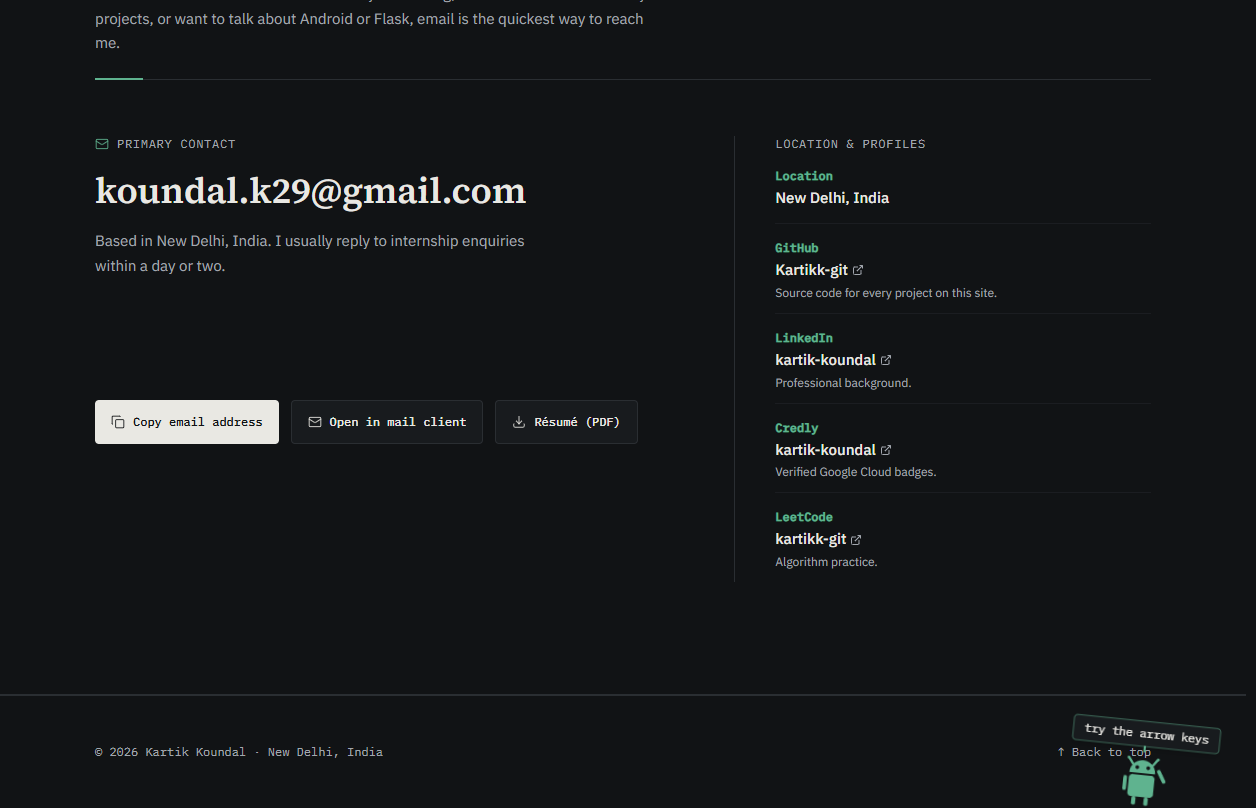 projects, or want to talk about Android or Flask, email is the quickest way to reach
me.
PRIMARY CONTACT
koundal.k29@gmail.com
Based in New Delhi, India. I usually reply to internship enquiries
within a day or two.
Copy email address
Open in mail client
Résumé (PDF)
LOCATION & PROFILES
Location
New Delhi, India
GitHub
Kartikk-git
Source code for every project on this site.
LinkedIn
kartik-koundal
Professional background.
Credly
kartik-koundal
Verified Google Cloud badges.
LeetCode
kartikk-git
Algorithm practice.
© 2026 Kartik Koundal · New Delhi, India
try the arrow keys
↑ Back to top